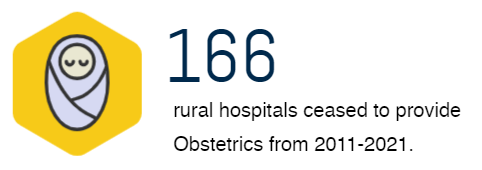 166
rural hospitals ceased to provide
Obstetrics from 2011-2021.